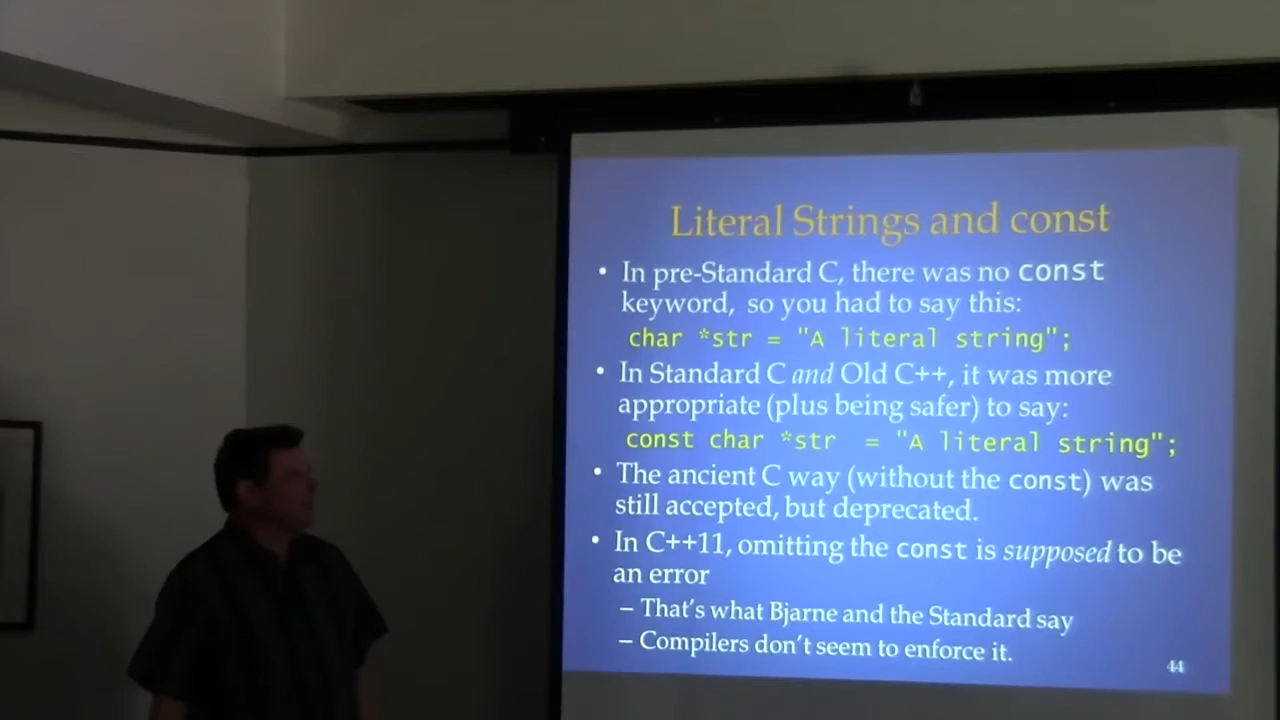 Literal Strings and const
• In pre-Standard C, there was no const
keyword, so you had to say this:
char *str = "A literal string";
• In Standard C and Old C++, it was more
appropriate (plus being safer) to say:
const char *str = "A literal string";
• The ancient C way (without the const) was
still accepted, but deprecated.
• In C++11, omitting the const is supposed to be
an error
– That's what Bjarne and the Standard say
– Compilers don't seem to enforce it.
44